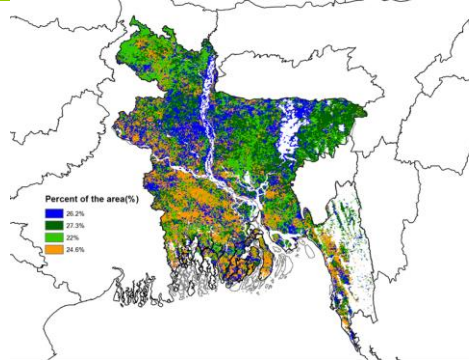 Percent of the area(%)
26.2%
27.3%
22%
24.6%